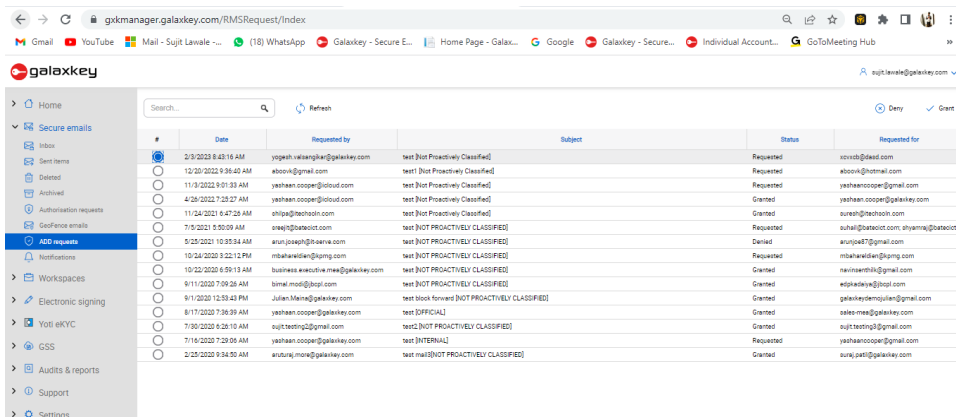 gxkmanager.galaxkey.com/RMSRequest/Index
Gmail YouTube Mail - Sujit Lawale -... (18) WhatsApp Galaxkey - Secure E... Home Page - Galax... Google Galaxkey - Secure... Individual Account... GoToMeeting Hub »
galaxkey sujit.lawale@galaxkey.com
Home
Secure emails
Inbox
Sent items
Deleted
Archived
Authorisation requests
GeoFence emails
ADD requests
Notifications
Workspaces
Electronic signing
Yoti eKYC
GSS
Audits & reports
Support
Settings
Search... Refresh Deny Grant
# Date Requested by Subject Status Requested for
2/3/2023 8:43:16 AM yogesh.valsangikar@galaxkey.com test [Not Proactively Classified] Requested xcvxcb@dasd.com
12/20/2022 9:36:40 AM aboovk@gmail.com test1 [Not Proactively Classified] Requested aboovk@hotmail.com
11/3/2022 9:01:33 AM yashaan.cooper@icloud.com test [Not Proactively Classified] Requested yashaancooper@gmail.com
4/26/2022 7:25:27 AM yashaan.cooper@icloud.com test [Not Proactively Classified] Granted yashaan.cooper@galaxkey.com
11/24/2021 6:47:26 AM shilpa@itechsoln.com test [Not Proactively Classified] Granted suresh@itechsoln.com
7/5/2021 5:50:09 AM sreejit@batecict.com test [NOT PROACTIVELY CLASSIFIED] Requested suhail@batecict.com; shyamraj@batecict
5/25/2021 10:35:34 AM arun.joseph@it-serve.com test [NOT PROACTIVELY CLASSIFIED] Denied arunjoe87@gmail.com
10/24/2020 3:22:12 PM mbahareldien@kpmg.com test [NOT PROACTIVELY CLASSIFIED] Requested mbahareldien@kpmg.com
10/22/2020 6:59:13 AM business.executive.mea@galaxkey.com test [NOT PROACTIVELY CLASSIFIED] Granted navinsenthilk@gmail.com
9/11/2020 7:09:26 AM bimal.modi@jbcpl.com test [NOT PROACTIVELY CLASSIFIED] Granted edpkadaiya@jbcpl.com
9/1/2020 12:53:43 PM Julian.Maina@galaxkey.com test block forward [NOT PROACTIVELY CLASSIFIED] Granted galaxkeydemojulian@gmail.com
8/17/2020 7:36:39 AM yashaan.cooper@galaxkey.com test [OFFICIAL] Granted sales-mea@galaxkey.com
7/30/2020 6:26:10 AM sujit.testing2@gmail.com test2 [NOT PROACTIVELY CLASSIFIED] Granted sujit.testing3@gmail.com
7/16/2020 7:29:06 AM yashaan.cooper@galaxkey.com test [INTERNAL] Requested yashaancooper@gmail.com
2/25/2020 9:34:50 AM aruturaj.more@galaxkey.com test mail3[NOT PROACTIVELY CLASSIFIED] Granted suraj.patil@galaxkey.com